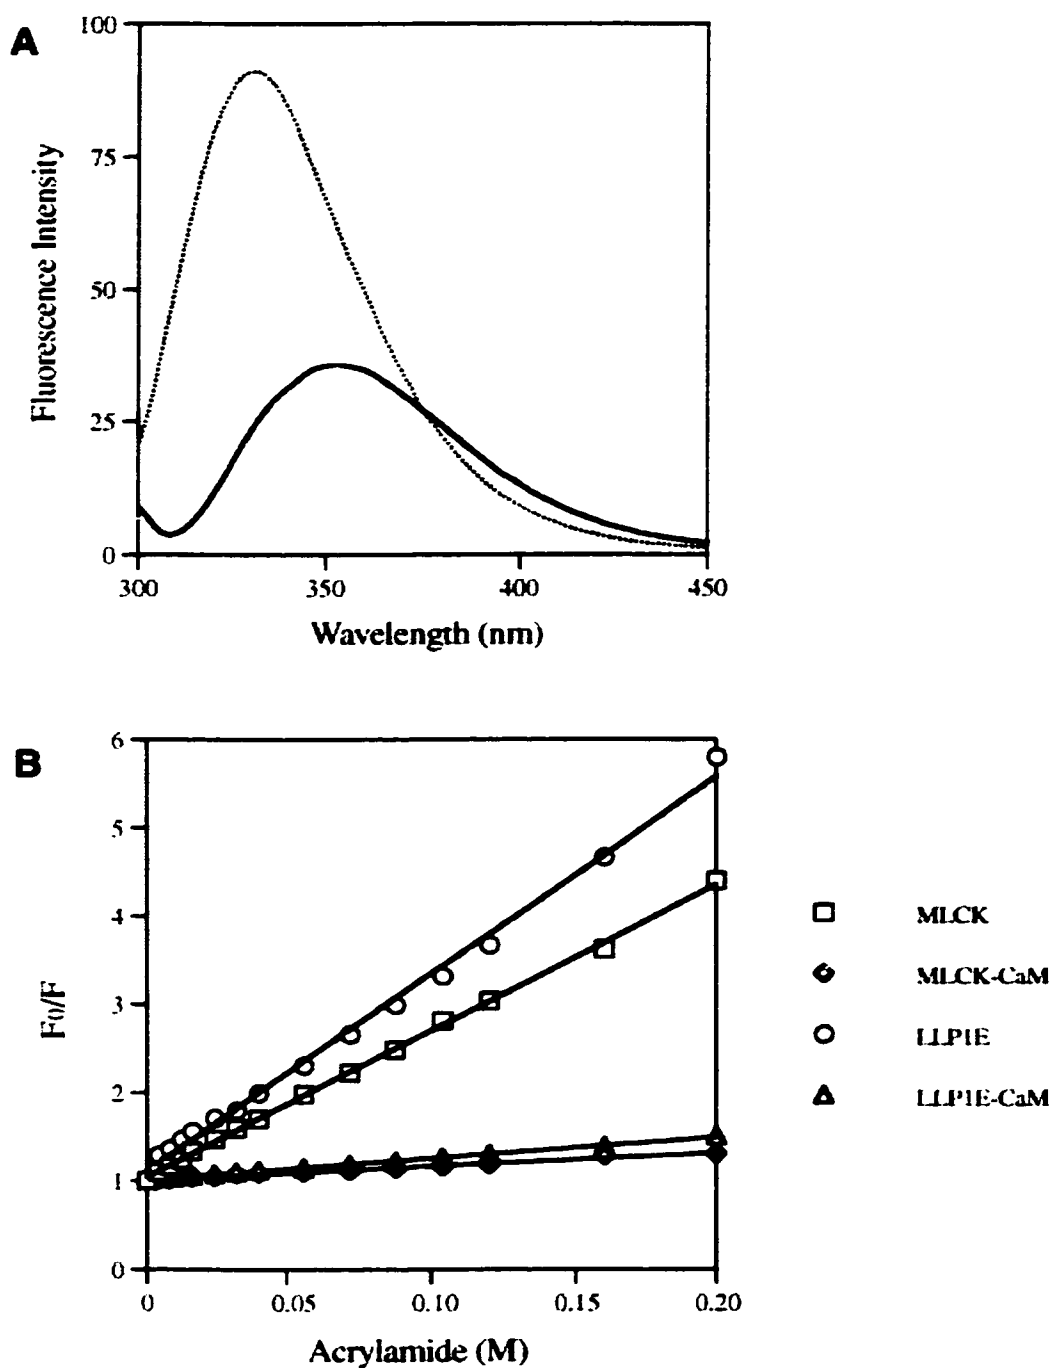 A
100
75
50
25
0
Fluorescence Intensity
300
350
400
450
Wavelength (nm)
B
6
5
4
3
2
1
0
F0/F
0
0.05
0.10
0.15
0.20
Acrylamide (M)
MLCK
MLCK-CaM
LLP1E
LLP1E-CaM